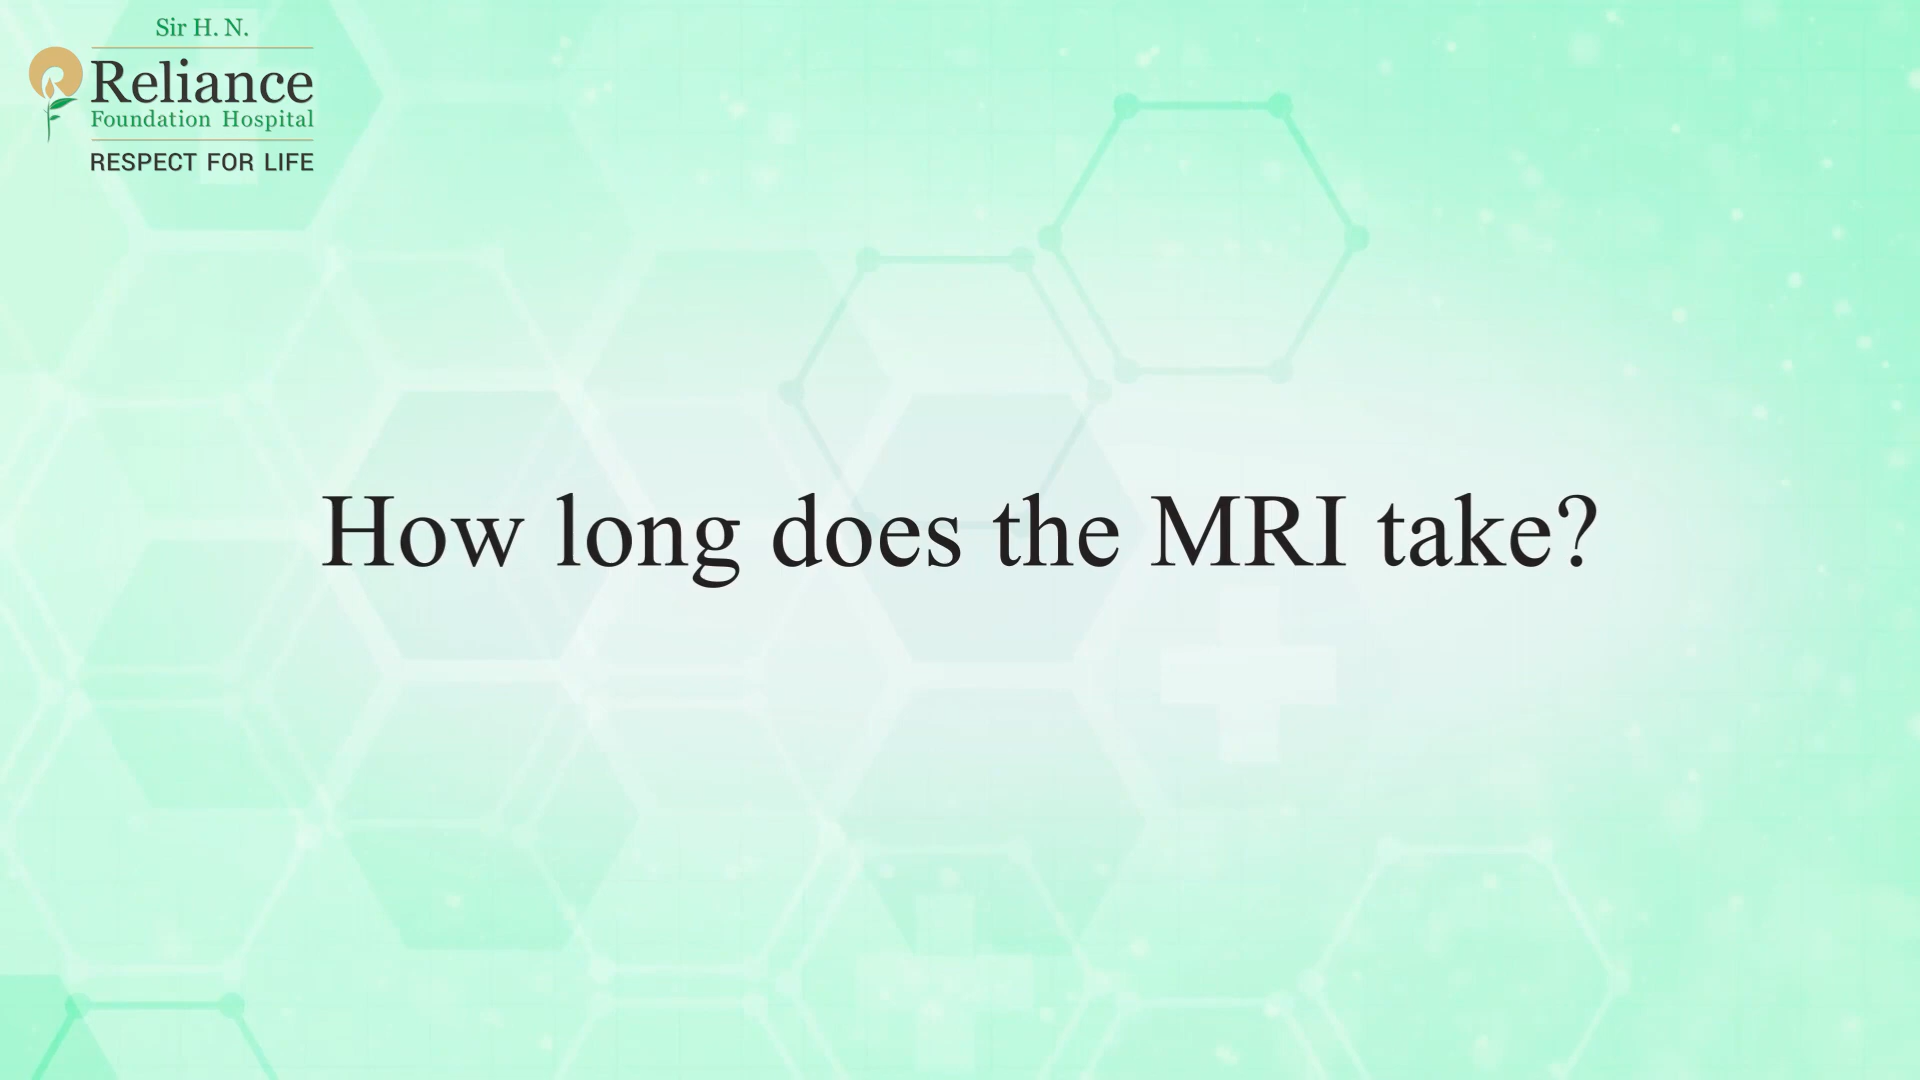 Sir H. N.
Reliance
Foundation Hospital
RESPECT FOR LIFE
How long does the MRI take?